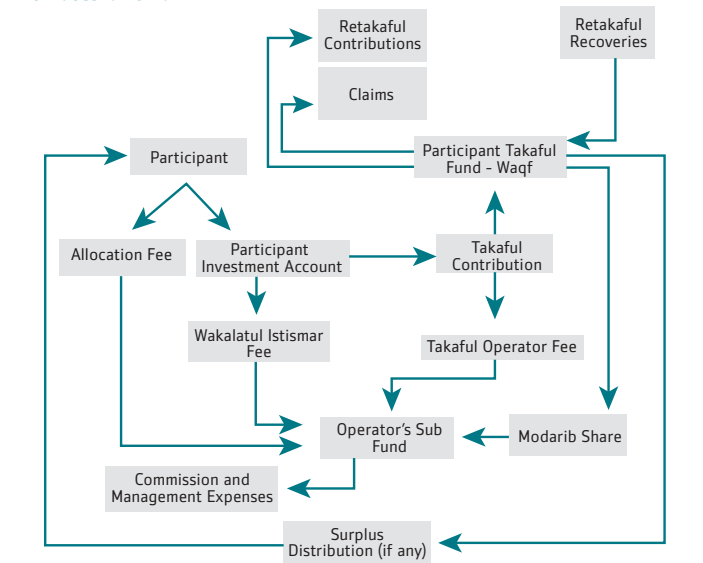 Retakaful
Contributions
Retakaful
Recoveries
Claims
Participant
Participant Takaful
Fund - Waqf
Allocation Fee
Participant
Investment Account
Takaful
Contribution
Wakalatul Istismar
Fee
Takaful Operator Fee
Operator's Sub
Fund
Modarib Share
Commission and
Management Expenses
Surplus
Distribution (if any)